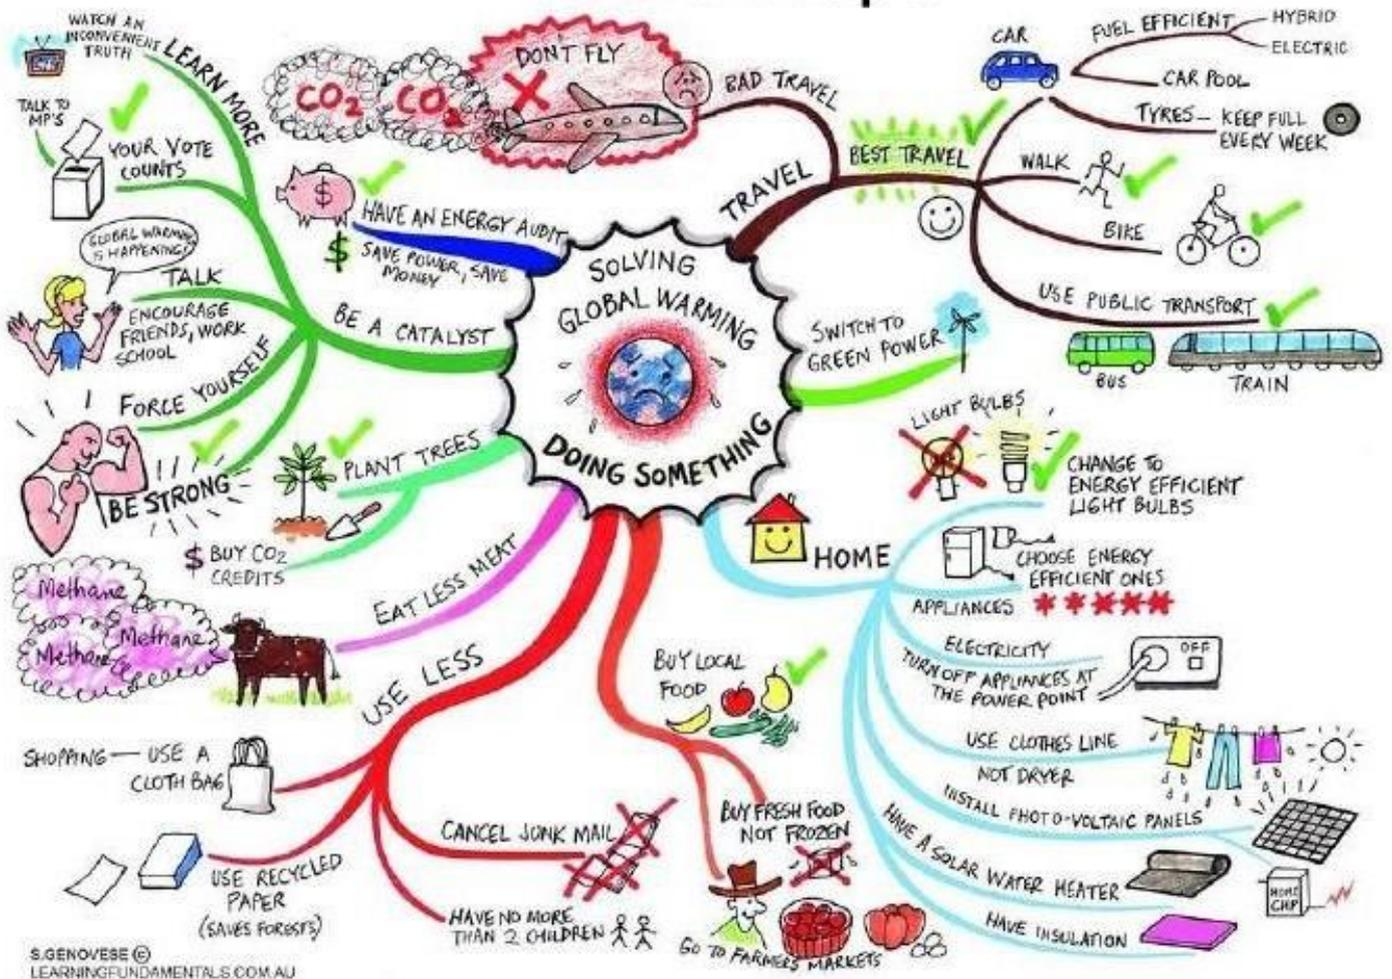 SOLVING
GLOBAL WARMING
DOING SOMETHING
TRAVEL
BAD TRAVEL
DONT FLY
CO2
CO2
BEST TRAVEL
CAR
FUEL EFFICIENT
HYBRID
ELECTRIC
CAR POOL
TYRES — KEEP FULL
EVERY WEEK
WALK
BIKE
USE PUBLIC TRANSPORT
BUS
TRAIN
SWITCH TO
GREEN POWER
HOME
LIGHT BULBS
CHANGE TO
ENERGY EFFICIENT
LIGHT BULBS
APPLIANCES
CHOOSE ENERGY
EFFICIENT ONES
ELECTRICITY
TURN OFF APPLIANCES AT
THE POWER POINT
OFF
USE CLOTHES LINE
NOT DRYER
INSTALL PHOTO-VOLTAIC PANELS
HOME
CHIP
HAVE A SOLAR WATER HEATER
HAVE INSULATION
BUY LOCAL
FOOD
BUY FRESH FOOD
NOT FROZEN
GO TO FARMERS MARKETS
USE LESS
SHOPPING — USE A
CLOTH BAG
USE RECYCLED
PAPER
(SAVES FORESTS)
CANCEL JUNK MAIL
HAVE NO MORE
THAN 2 CHILDREN
EAT LESS MEAT
Methane
Methane
Methane
PLANT TREES
$ BUY CO2
CREDITS
BE A CATALYST
LEARN MORE
WATCH AN
INCONVENIENT
TRUTH
YOUR VOTE
COUNTS
TALK TO
MP'S
TALK
GLOBAL WARMING
IS HAPPENING!
ENCOURAGE
FRIENDS, WORK
SCHOOL
FORCE YOURSELF
BE STRONG
HAVE AN ENERGY AUDIT
$
$ SAVE POWER, SAVE
MONEY
S.GENOVESE ©
LEARNINGFUNDAMENTALS.COM.AU